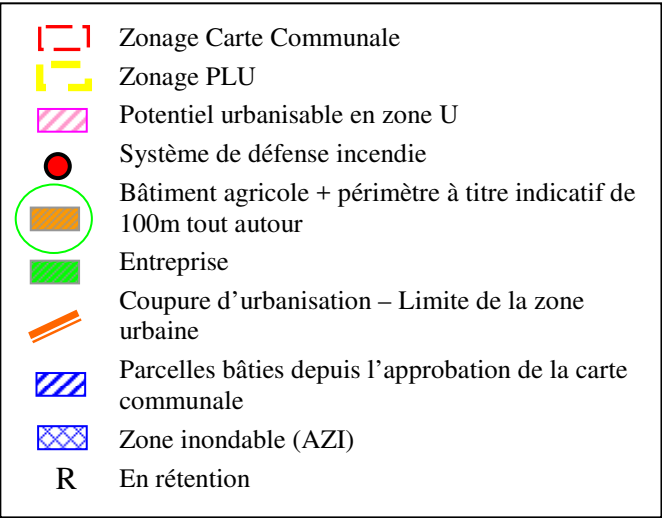 Zonage Carte Communale
Zonage PLU
Potentiel urbanisable en zone U
Système de défense incendie
Bâtiment agricole + périmètre à titre indicatif de
100m tout autour
Entreprise
Coupure d’urbanisation – Limite de la zone
urbaine
Parcelles bâties depuis l’approbation de la carte
communale
Zone inondable (AZI)
R En rétention